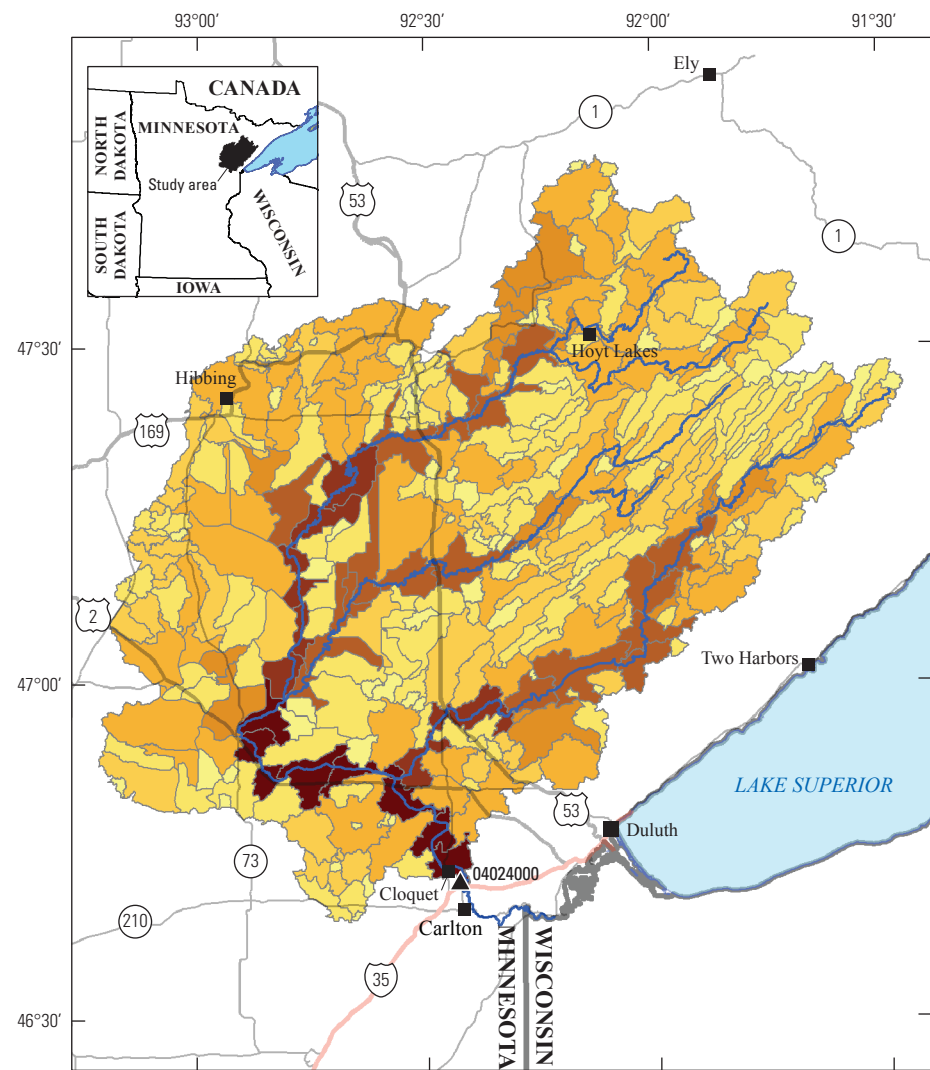 93°00'
92°30'
92°00'
91°30'
Ely
CANADA
MINNESOTA
NORTH
DAKOTA
Study area
SOUTH
DAKOTA
WISCONSIN
IOWA
53
1
1
47°30'
Hoyt Lakes
Hibbing
169
2
Two Harbors
47°00'
LAKE SUPERIOR
53
Duluth
73
04024000
Cloquet
Carlton
210
35
MINNESOTA
WISCONSIN
46°30'